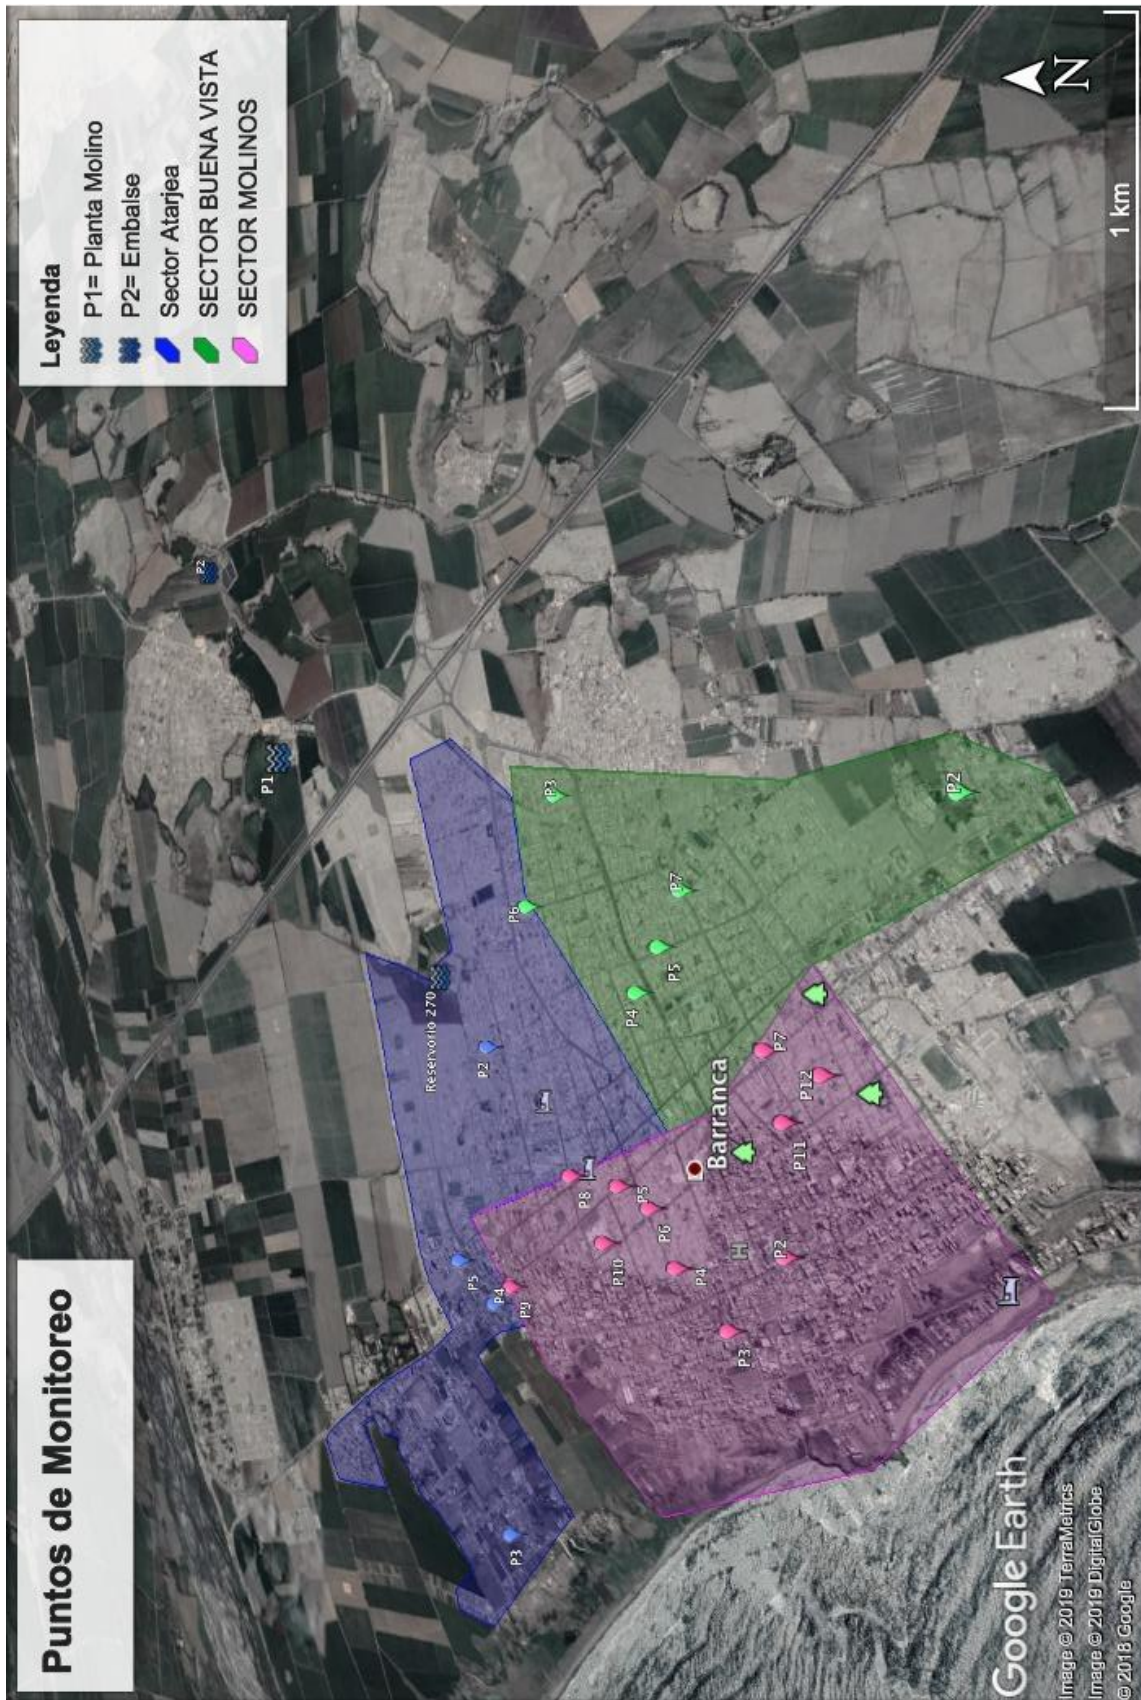 Puntos de Monitoreo
Leyenda
P1= Planta Molino
P2= Embalse
Sector Atarjea
SECTOR BUENA VISTA
SECTOR MOLINOS
P2
P1
Reservorio 270
P2
P5
P4
P3
P6
P3
P7
P5
P4
P2
P8
P5
P6
P10
P9
P4
P3
P2
Barranca
P7
P12
P11
H
N
1 km
Google Earth
Image © 2019 TerraMetrics
Image © 2019 DigitalGlobe
© 2018 Google